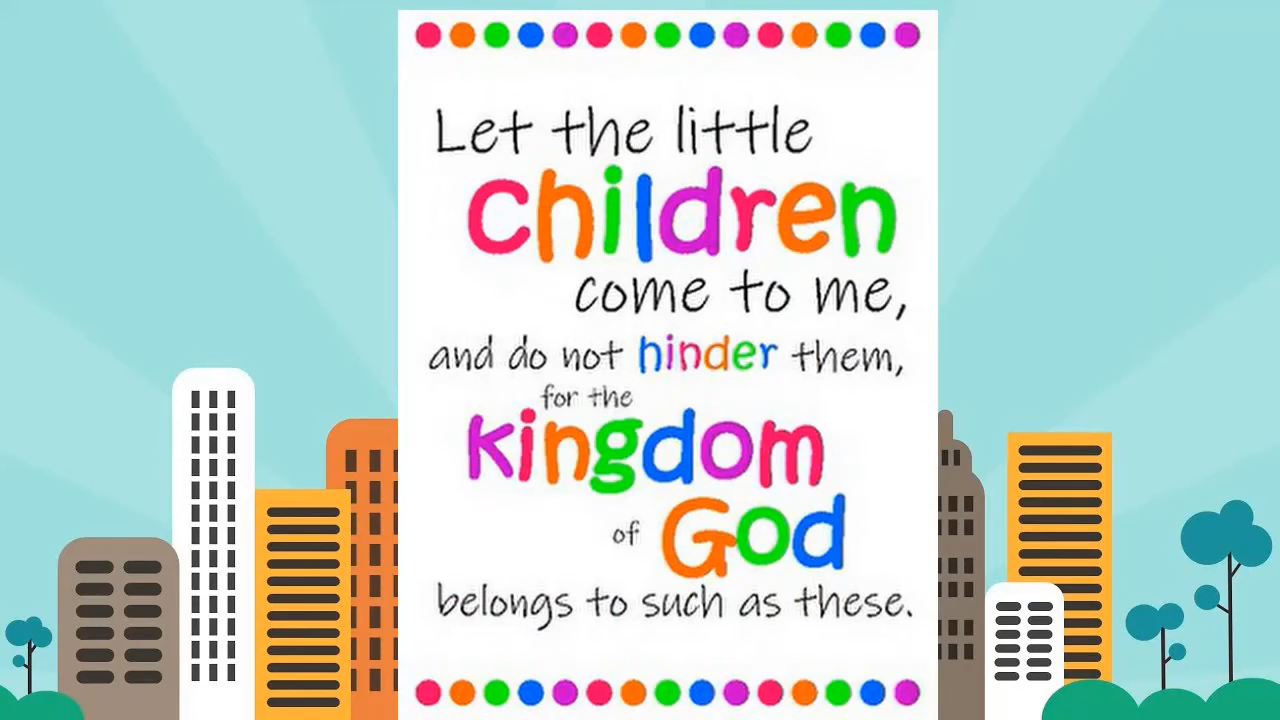 Let the little
children
come to me,
and do not hinder them,
for the
kingdom
of God
belongs to such as these.